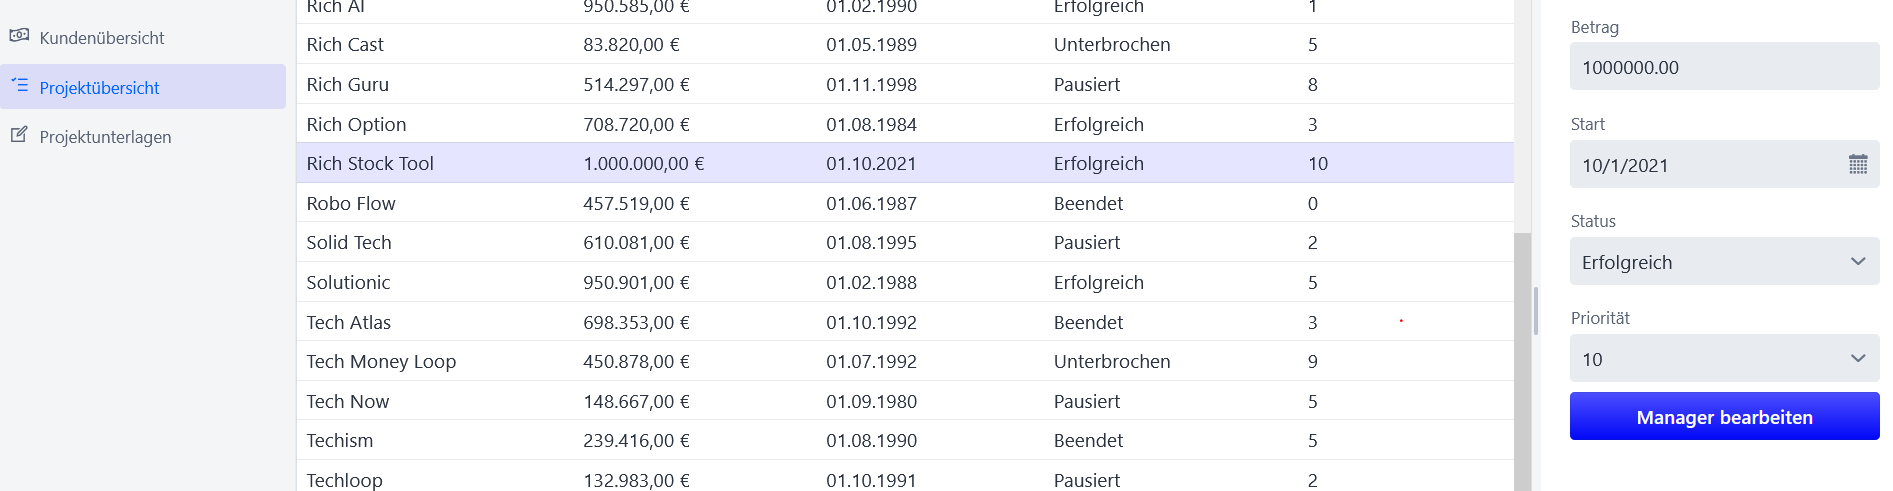 Kundenübersicht
Projektübersicht
Projektunterlagen
Rich AI 950.585,00 € 01.02.1990 Erfolgreich 1
Rich Cast 83.820,00 € 01.05.1989 Unterbrochen 5
Rich Guru 514.297,00 € 01.11.1998 Pausiert 8
Rich Option 708.720,00 € 01.08.1984 Erfolgreich 3
Rich Stock Tool 1.000.000,00 € 01.10.2021 Erfolgreich 10
Robo Flow 457.519,00 € 01.06.1987 Beendet 0
Solid Tech 610.081,00 € 01.08.1995 Pausiert 2
Solutionic 950.901,00 € 01.02.1988 Erfolgreich 5
Tech Atlas 698.353,00 € 01.10.1992 Beendet 3
Tech Money Loop 450.878,00 € 01.07.1992 Unterbrochen 9
Tech Now 148.667,00 € 01.09.1980 Pausiert 5
Techism 239.416,00 € 01.08.1990 Beendet 5
Techloop 132.983,00 € 01.10.1991 Pausiert 2
Betrag
1000000.00
Start
10/1/2021
Status
Erfolgreich
Priorität
10
Manager bearbeiten